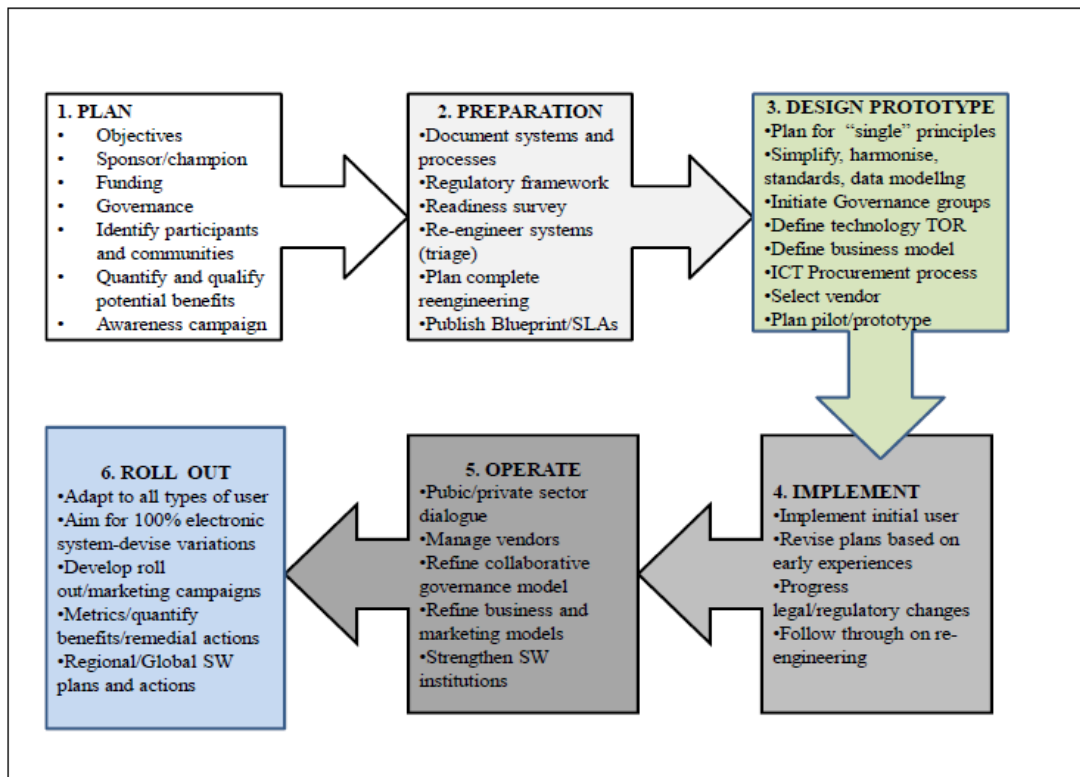 1. PLAN
• Objectives
• Sponsor/champion
• Funding
• Governance
• Identify participants
and communities
• Quantify and qualify
potential benefits
• Awareness campaign
2. PREPARATION
•Document systems and
processes
•Regulatory framework
•Readiness survey
•Re-engineer systems
(triage)
•Plan complete
reengineering
•Publish Blueprint/SLAs
3. DESIGN PROTOTYPE
•Plan for “single” principles
•Simplify, harmonise,
standards, data modellng
•Initiate Governance groups
•Define technology TOR
•Define business model
•ICT Procurement process
•Select vendor
•Plan pilot/prototype
4. IMPLEMENT
•Implement initial user
•Revise plans based on
early experiences
•Progress
legal/regulatory changes
•Follow through on re-
engineering
5. OPERATE
•Pubic/private sector
dialogue
•Manage vendors
•Refine collaborative
governance model
•Refine business and
marketing models
•Strengthen SW
institutions
6. ROLL OUT
•Adapt to all types of user
•Aim for 100% electronic
system-devise variations
•Develop roll
out/marketing campaigns
•Metrics/quantify
benefits/remedial actions
•Regional/Global SW
plans and actions